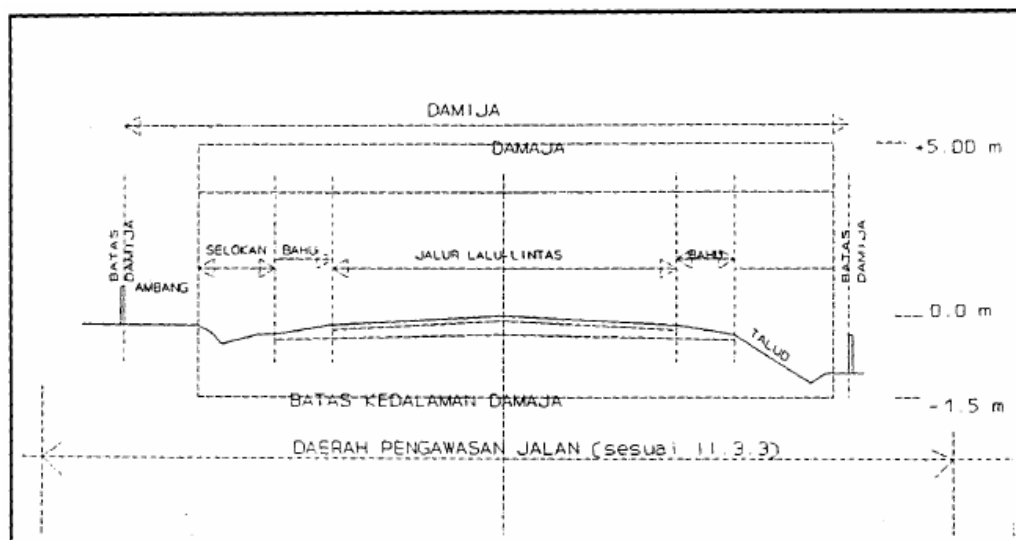 DAMIJA
DAMAJA
+5.00 m
BATAS
DAMIJA
SELOKAN
BAHU
JALUR LALU-LINTAS
BAHU
BATAS
DAMIJA
AMBANG
0.0 m
TALUD
BATAS KEDALAMAN DAMAJA
-1.5 m
DAERAH PENGAWASAN JALAN (sesuai II.3.3)